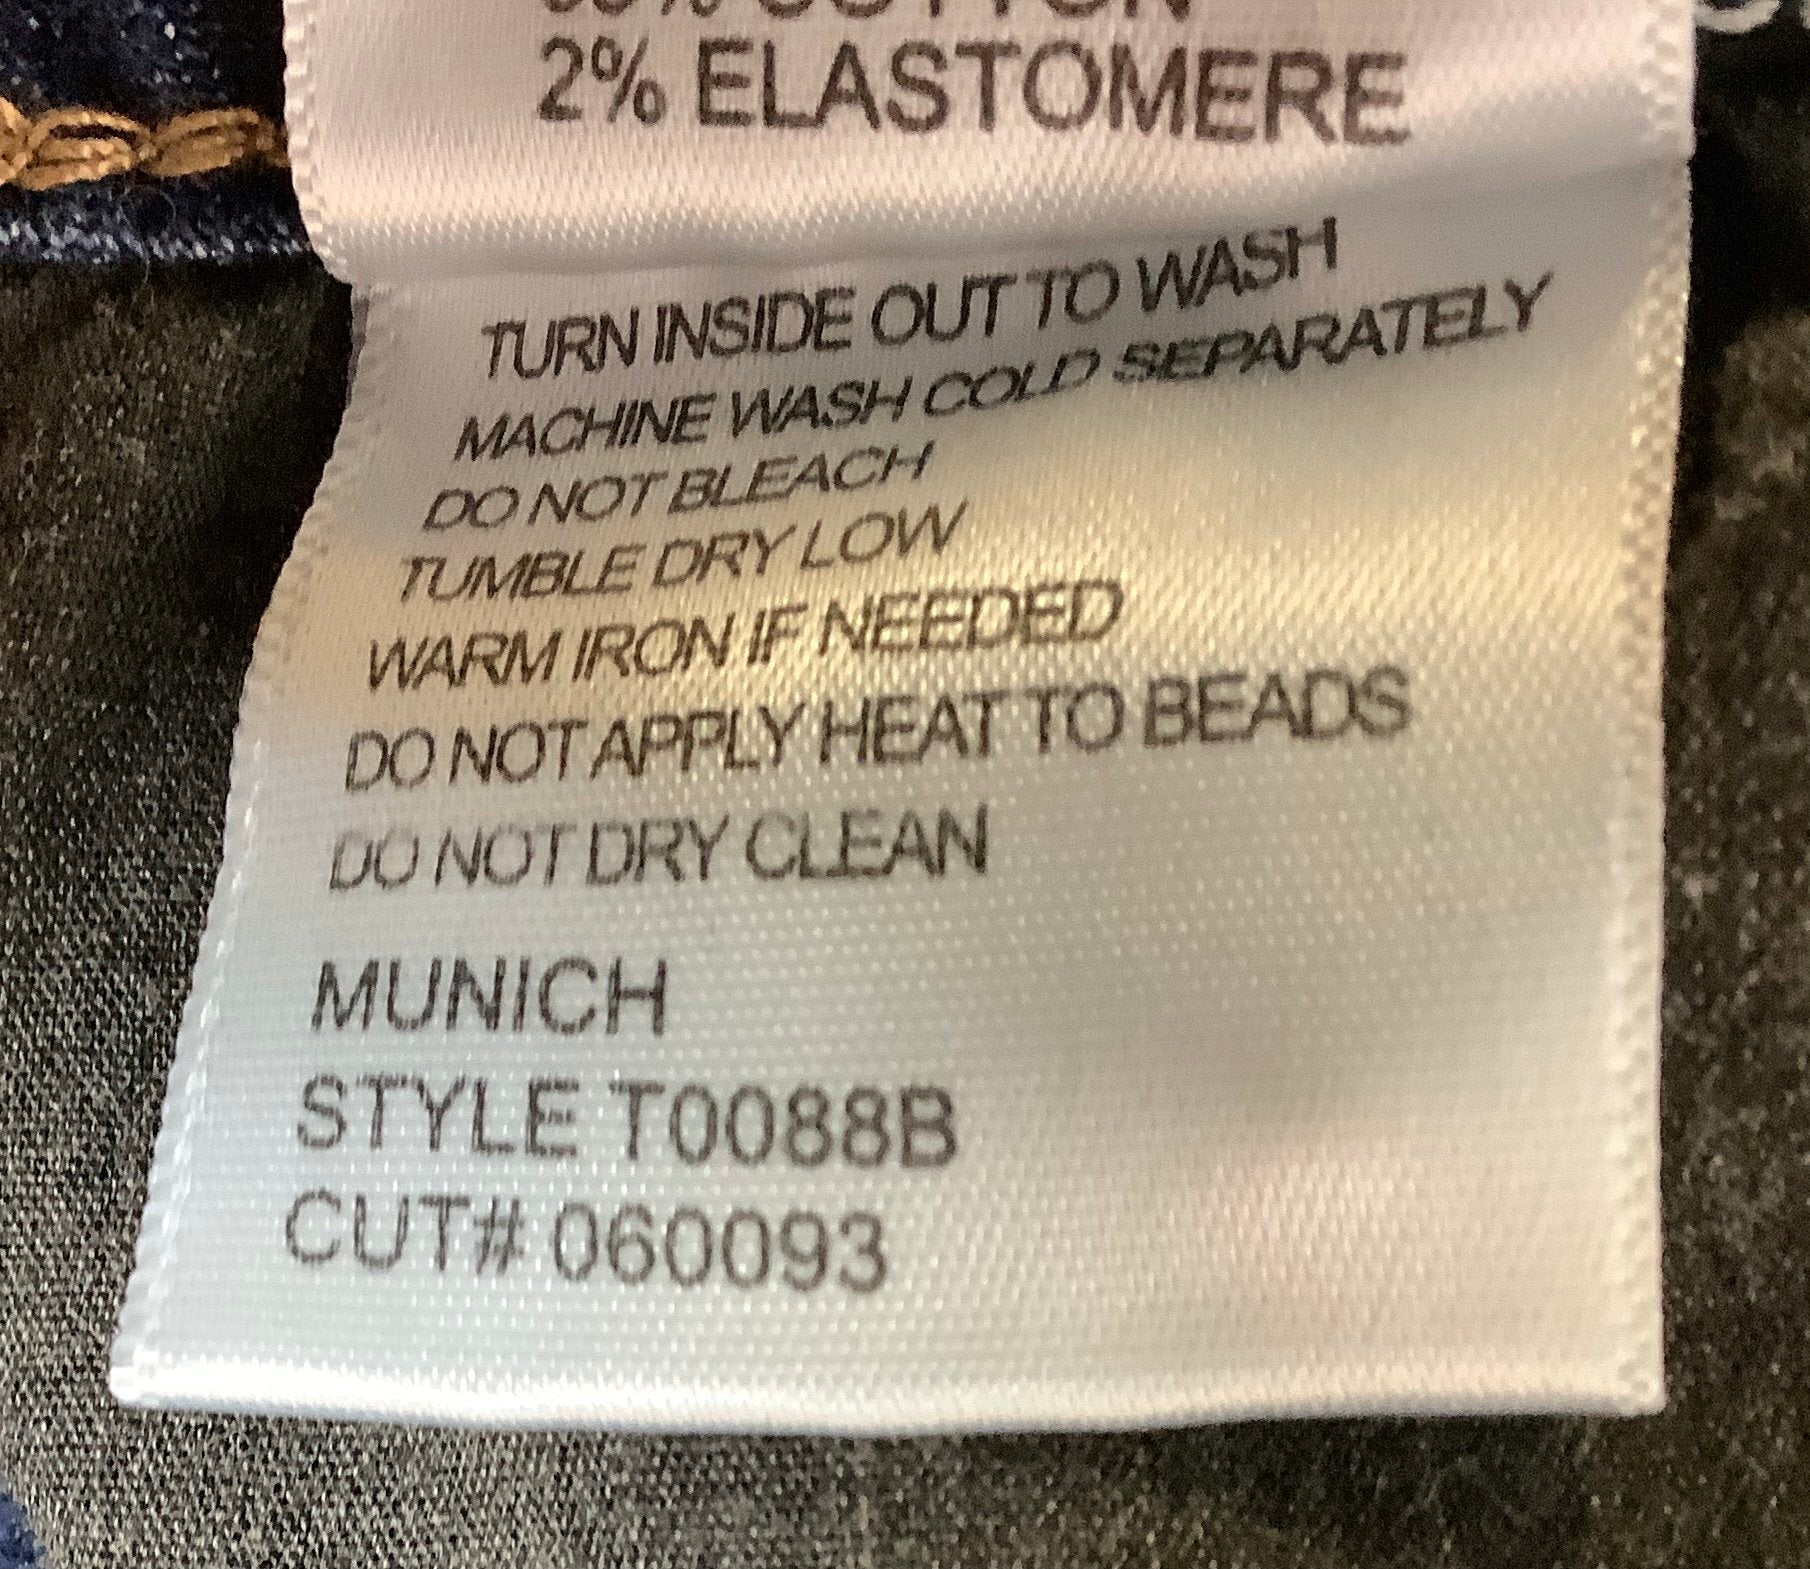 COTTON
2% ELASTOMERE
TURN INSIDE OUT TO WASH
MACHINE WASH COLD SEPARATELY
DO NOT BLEACH
TUMBLE DRY LOW
WARM IRON IF NEEDED
DO NOT APPLY HEAT TO BEADS
DO NOT DRY CLEAN
MUNICH
STYLE T0088B
CUT# 060093